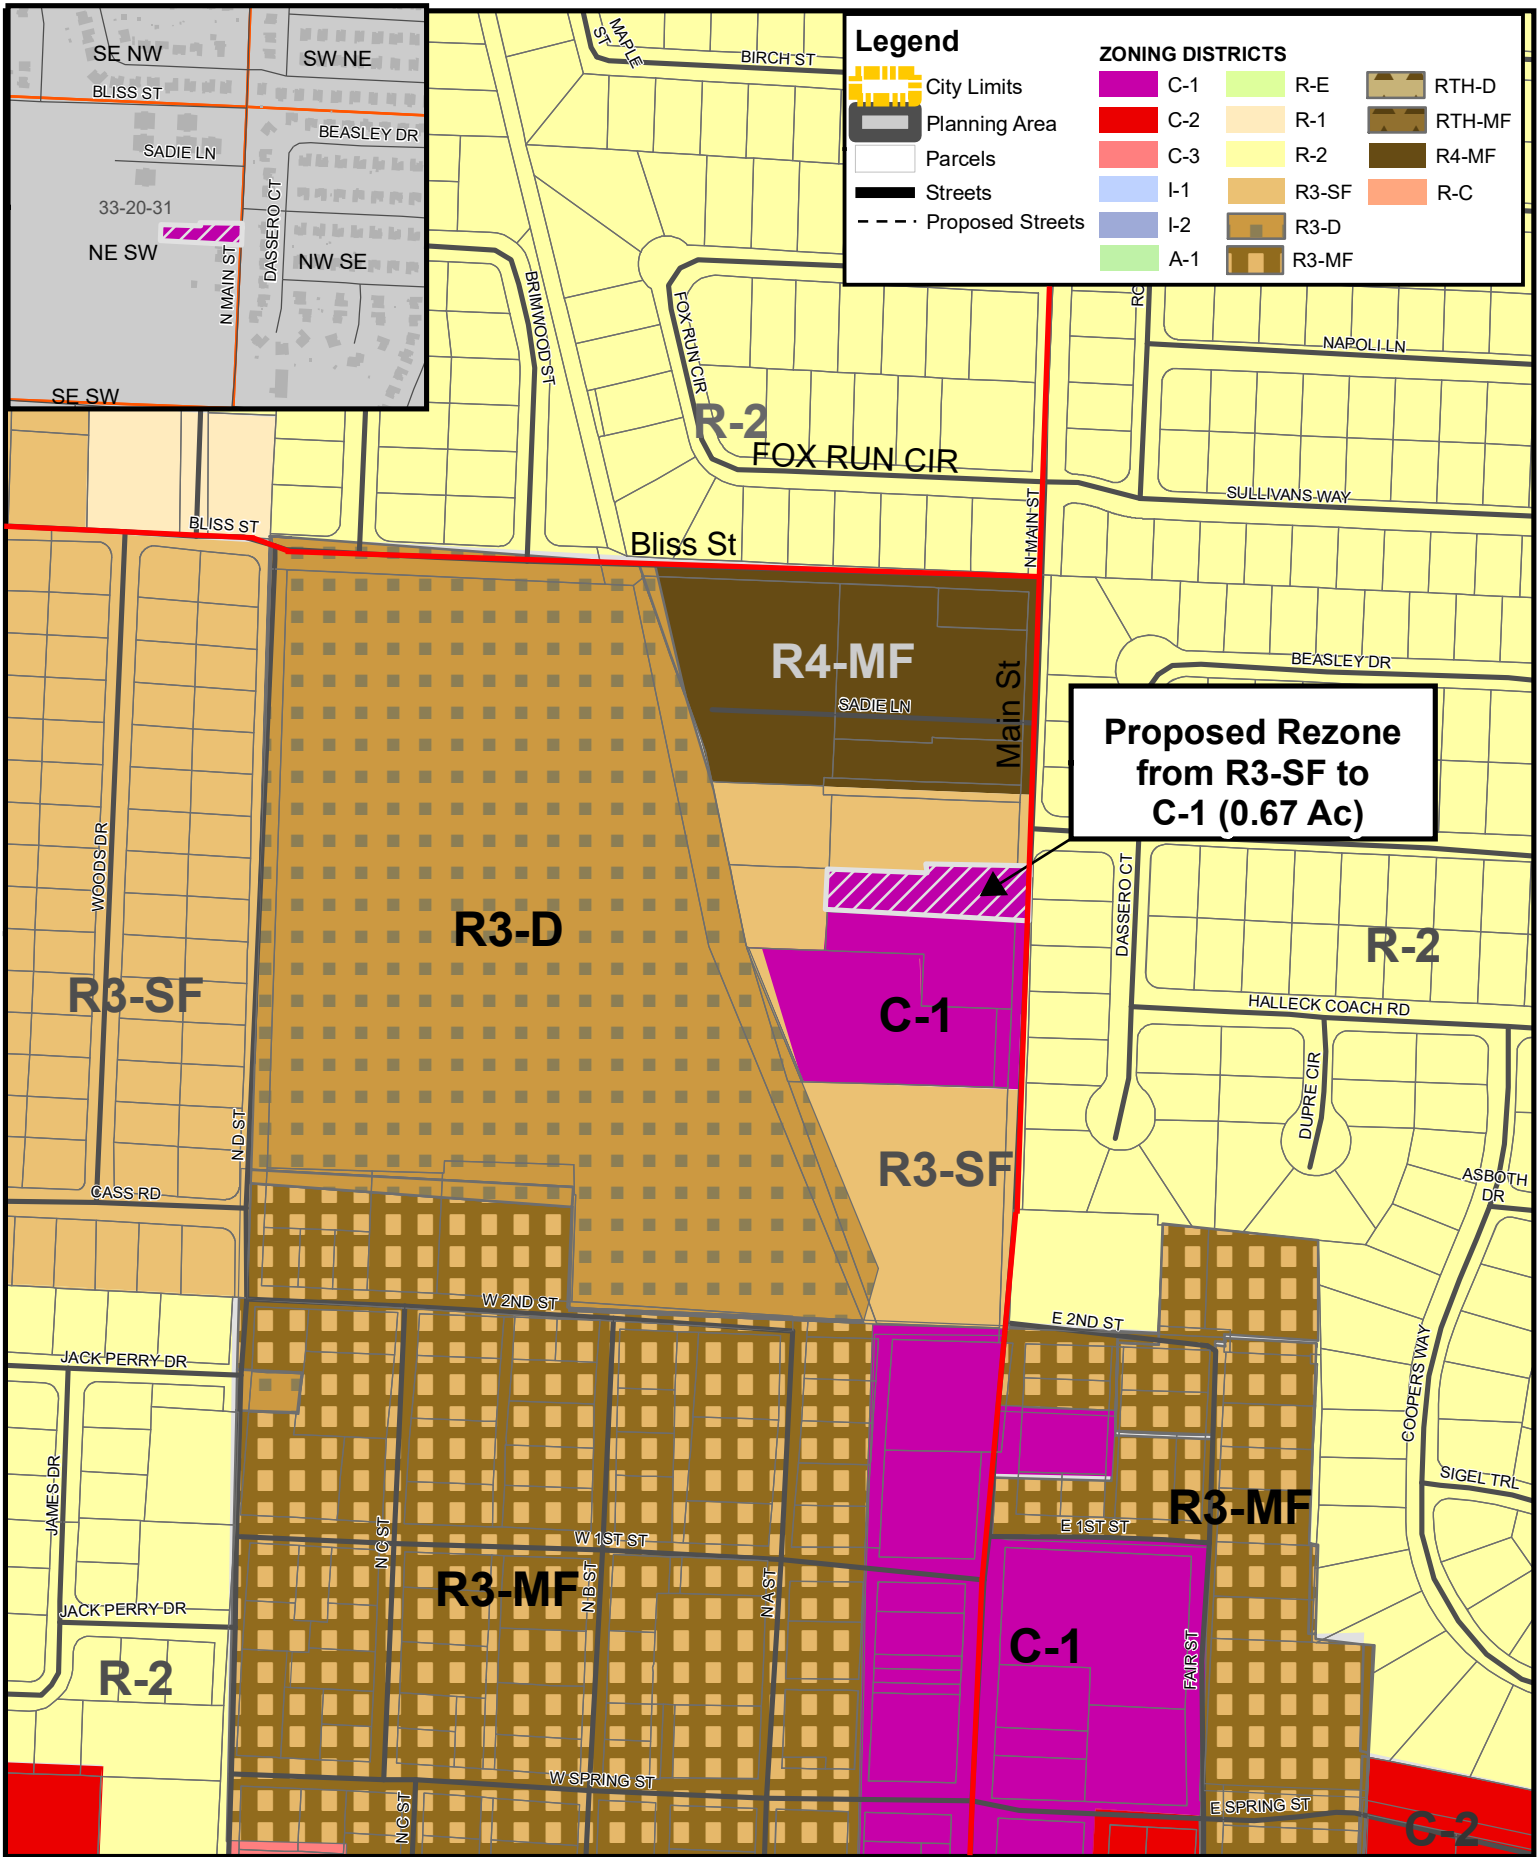 SE NW
SW NE
BLISS ST
BEASLEY DR
SADIE LN
33-20-31
NE SW
N MAIN ST
DASSERO CT
NW SE
SE SW
MAPLE
ST
BIRCH ST
Legend
City Limits
Planning Area
Parcels
Streets
Proposed Streets
ZONING DISTRICTS
C-1
C-2
C-3
I-1
I-2
A-1
R-E
R-1
R-2
R3-SF
R3-D
R3-MF
RTH-D
RTH-MF
R4-MF
R-C
BRIMWOOD ST
FOX RUN CIR
R-2
FOX RUN CIR
NAPOLI LN
SULLIVANS WAY
N MAIN ST
BLISS ST
Bliss St
R4-MF
SADIE LN
Main St
BEASLEY DR
Proposed Rezone
from R3-SF to
C-1 (0.67 Ac)
WOODS DR
R3-D
R3-SF
C-1
DASSERO CT
R-2
HALLECK COACH RD
DUPRE CIR
N D ST
R3-SF
CASS RD
ASBOTH
DR
W 2ND ST
E 2ND ST
JACK PERRY DR
COOPERS WAY
JAMES DR
SIGEL TRL
R3-MF
N C ST
W 1ST ST
E 1ST ST
R3-MF
N B ST
N A ST
JACK PERRY DR
C-1
FAIR ST
R-2
W SPRING ST
E SPRING ST
N C ST
C-2